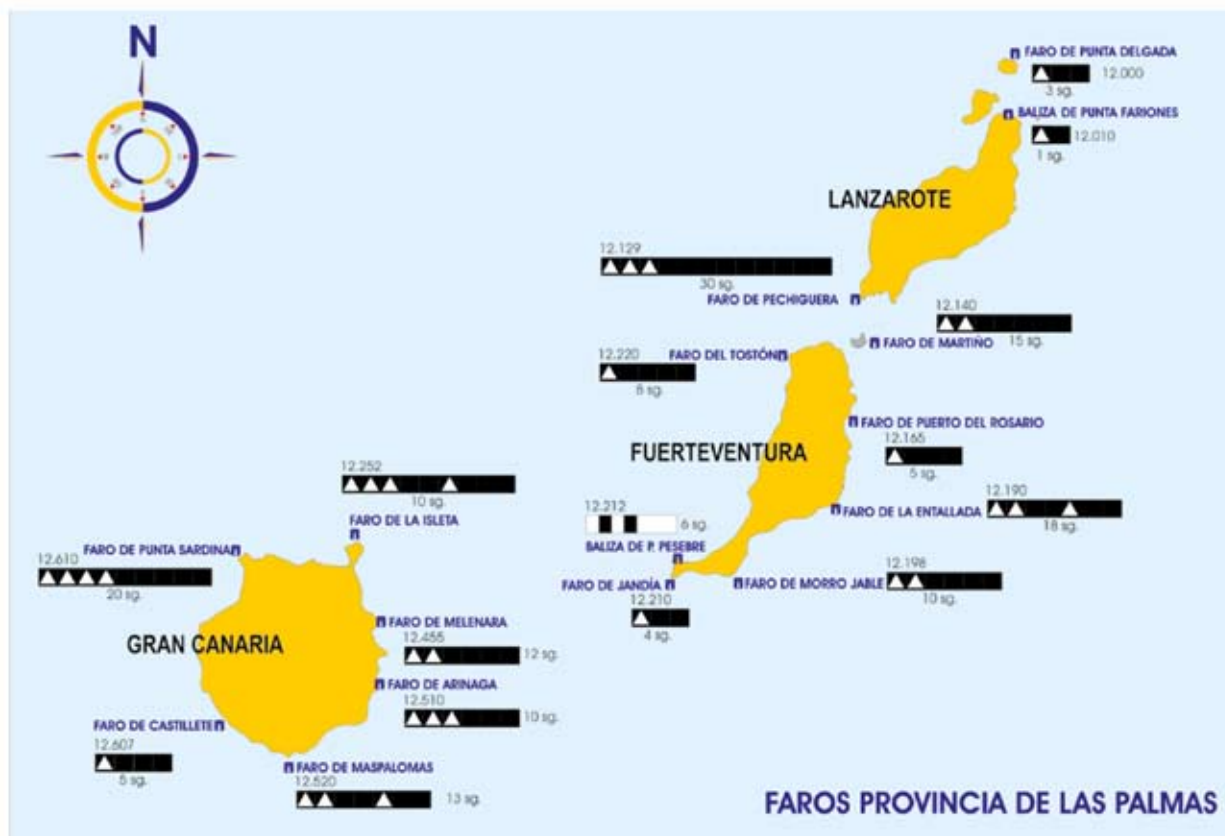 N
FARO DE PUNTA DELGADA
12.000
3 sg.
BALIZA DE PUNTA FARIONES
12.010
1 sg.
LANZAROTE
12.129
30 sg.
FARO DE PECHIGUERA
12.140
15 sg.
FARO DE MARTIÑO
12.220
8 sg.
FARO DEL TOSTÓN
FARO DE PUERTO DEL ROSARIO
12.165
5 sg.
FUERTEVENTURA
12.252
10 sg.
FARO DE LA ISLETA
12.212
6 sg.
BALIZA DE P. PESEBRE
FARO DE LA ENTALLADA
12.190
18 sg.
FARO DE PUNTA SARDINA
12.610
20 sg.
FARO DE JANDÍA
12.210
4 sg.
FARO DE MORRO JABLE
12.198
10 sg.
GRAN CANARIA
FARO DE MELENARA
12.455
12 sg.
FARO DE ARINAGA
12.510
10 sg.
FARO DE CASTILLETE
12.607
5 sg.
FARO DE MASPALOMAS
12.520
13 sg.
FAROS PROVINCIA DE LAS PALMAS